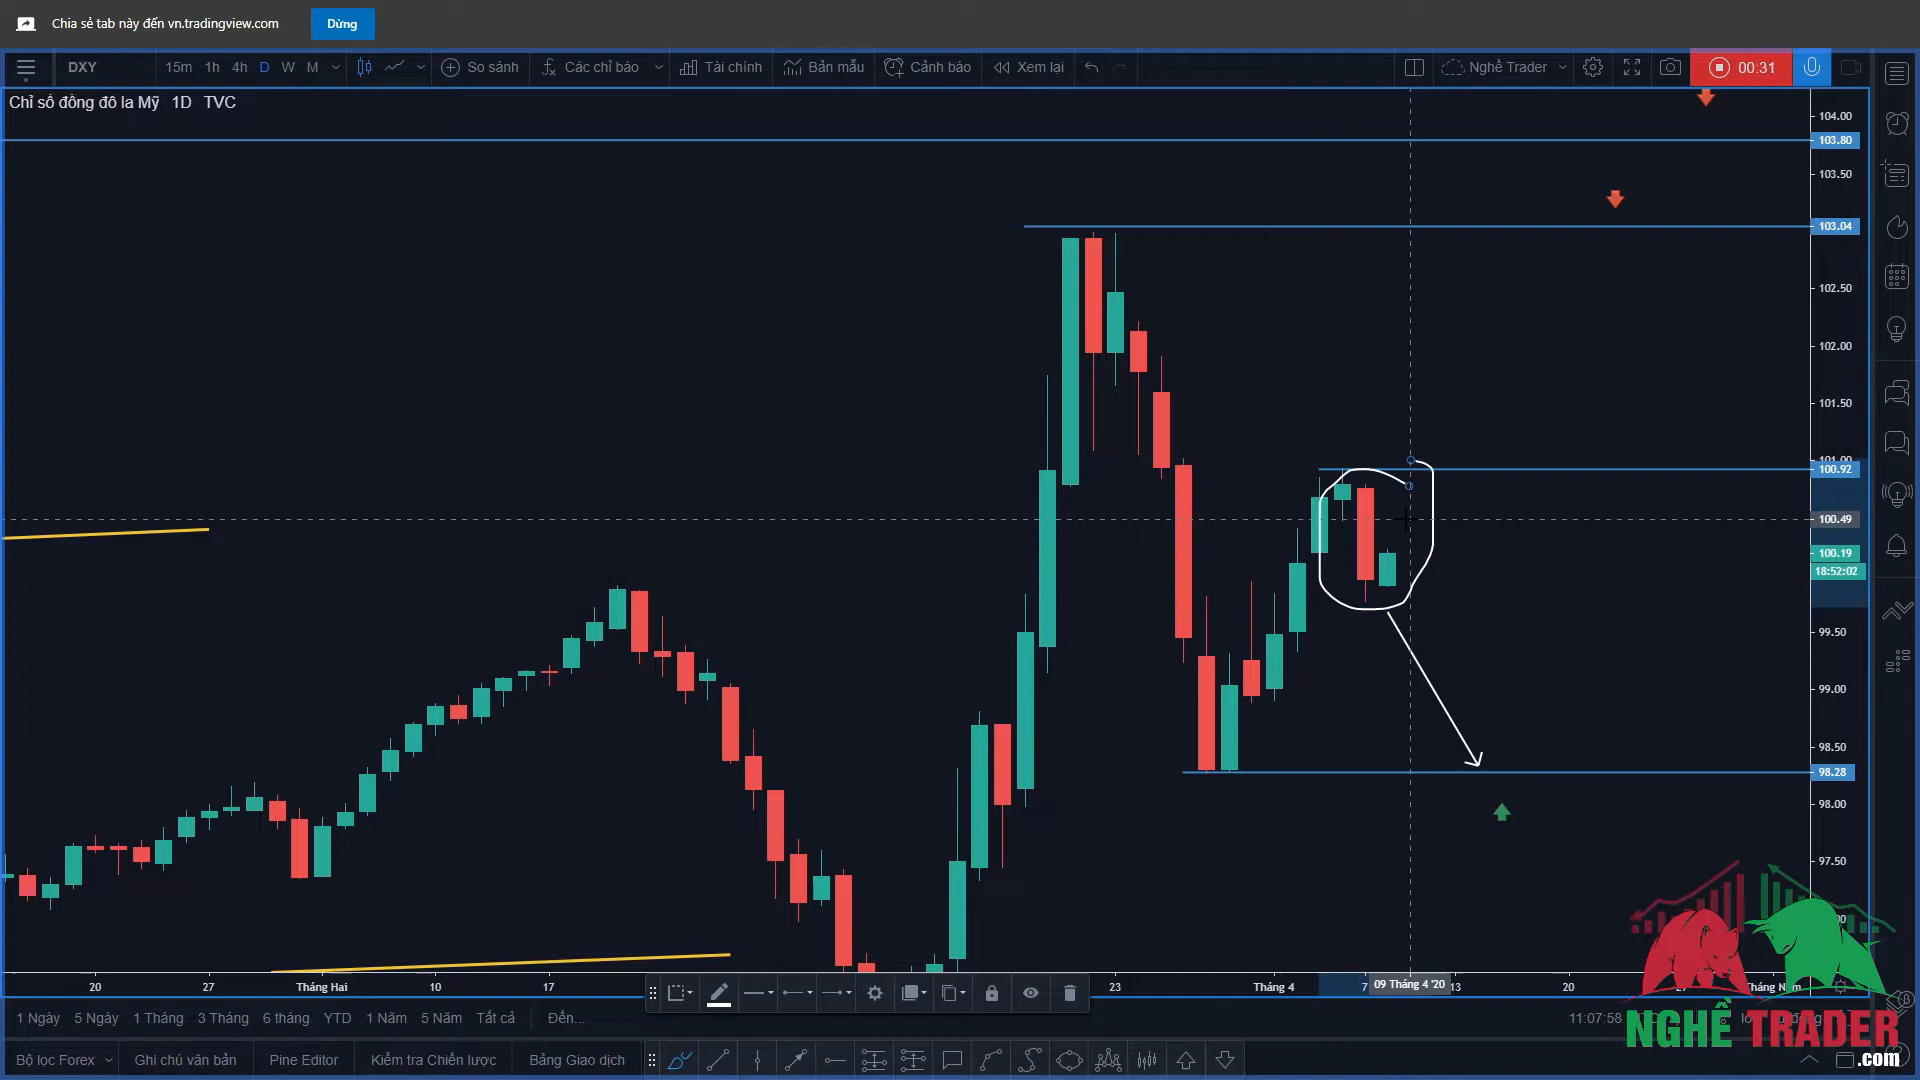 Chia sẻ tab này đến vn.tradingview.com
Dừng
DXY
15m 1h 4h D W M
So sánh
Các chỉ báo
Tài chính
Bản mẫu
Cảnh báo
Xem lại
Nghề Trader
00:31
Chỉ số đồng đô la Mỹ 1D TVC
104.00
103.80
103.50
103.04
102.50
102.00
101.50
101.00
100.92
100.49
100.19
18:52:02
99.50
99.00
98.50
98.28
98.00
97.50
20 27 Tháng Hai 10 17 23 Tháng 4 7 09 Tháng 4 '20 13 20
1 Ngày 5 Ngày 1 Tháng 3 Tháng 6 tháng YTD 1 Năm 5 Năm Tất cả Đến...
11:07:58
NGHỀ TRADER
.com
Bộ lọc Forex Ghi chú văn bản Pine Editor Kiểm tra Chiến lược Bảng Giao dịch